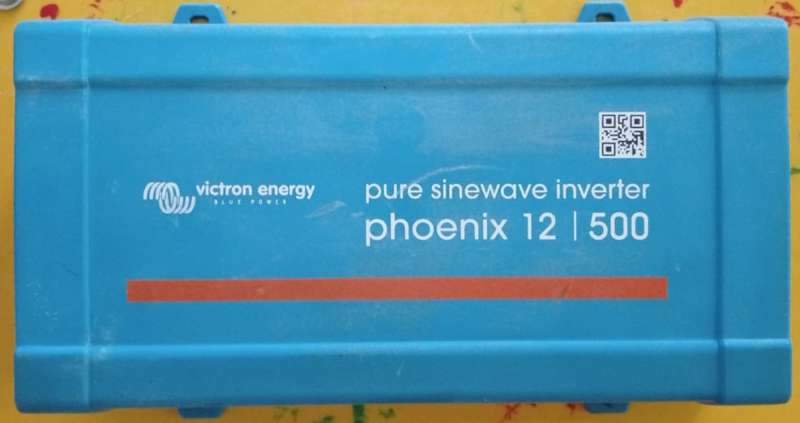 victron energy
BLUE POWER
pure sinewave inverter
phoenix 12 | 500